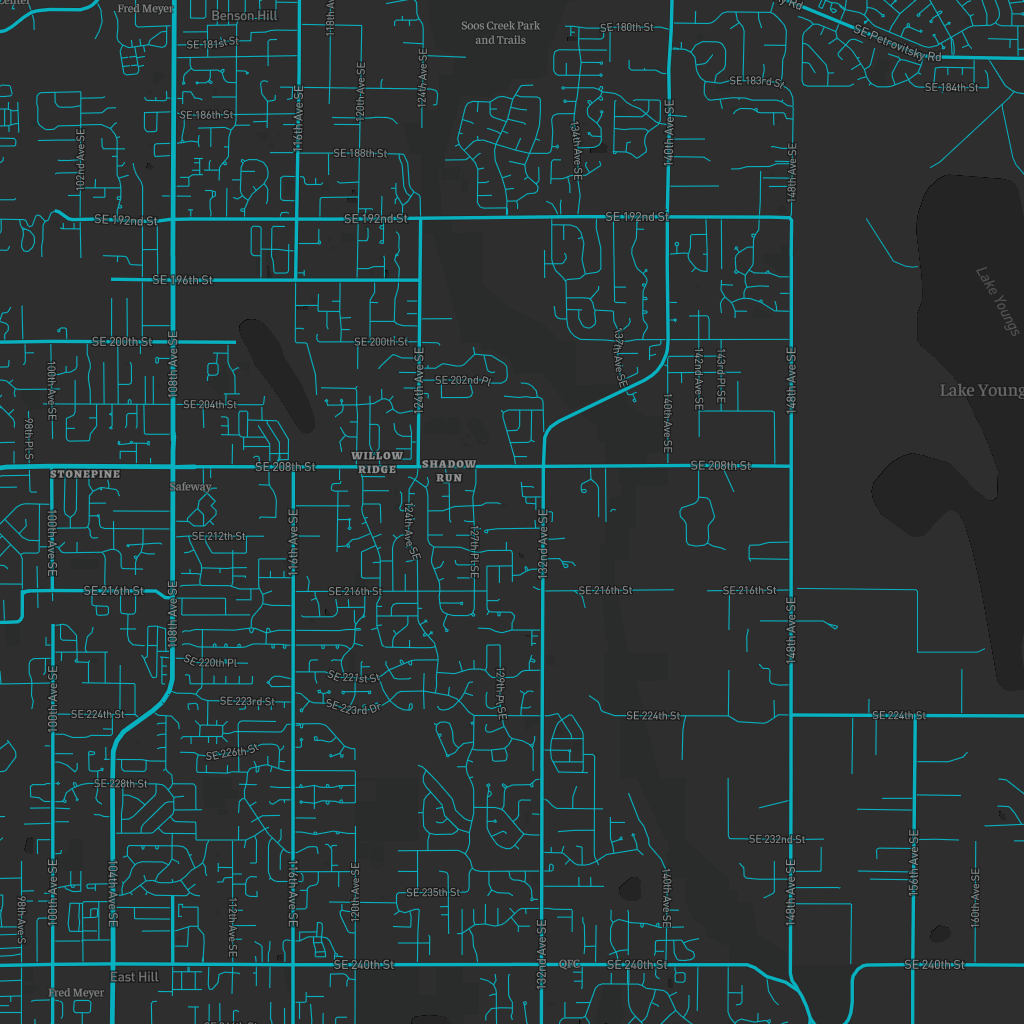 Center
Fred Meyer
Benson Hill
118th A
Soos Creek Park
and Trails
SE 180th St
y Rd
SE Petrovitsky Rd
SE 181st St
120th Ave SE
124th Ave SE
SE 183rd St
SE 184th St
SE 186th St
116th Ave SE
134th Ave SE
140th Ave SE
102nd Ave SE
SE 188th St
148th Ave SE
SE 192nd St
SE 192nd St
SE 192nd St
SE 196th St
Lake Youngs
SE 200th St
108th Ave SE
SE 200th St
137th Ave SE
100th Ave SE
124th Ave SE
SE 202nd Pl
142nd Ave SE
143rd Pl SE
148th Ave SE
Lake Young
SE 204th St
98th Pl S
140th Ave SE
WILLOW
RIDGE
SHADOW
RUN
STONEPINE
SE 208th St
SE 208th St
Safeway
100th Ave SE
SE 212th St
116th Ave SE
124th Ave SE
127th Pl SE
132nd Ave SE
SE 216th St
108th Ave SE
SE 216th St
SE 216th St
SE 216th St
148th Ave SE
SE 220th Pl
100th Ave SE
SE 221st St
129th Pl SE
SE 223rd St
SE 223rd Dr
SE 224th St
SE 224th St
SE 224th St
SE 226th St
SE 228th St
SE 232nd St
100th Ave SE
104th Ave SE
116th Ave SE
120th Ave SE
SE 235th St
140th Ave SE
148th Ave SE
156th Ave SE
160th Ave SE
98th Ave S
112th Ave SE
132nd Ave SE
SE 240th St
QFC
SE 240th St
SE 240th St
East Hill
Fred Meyer